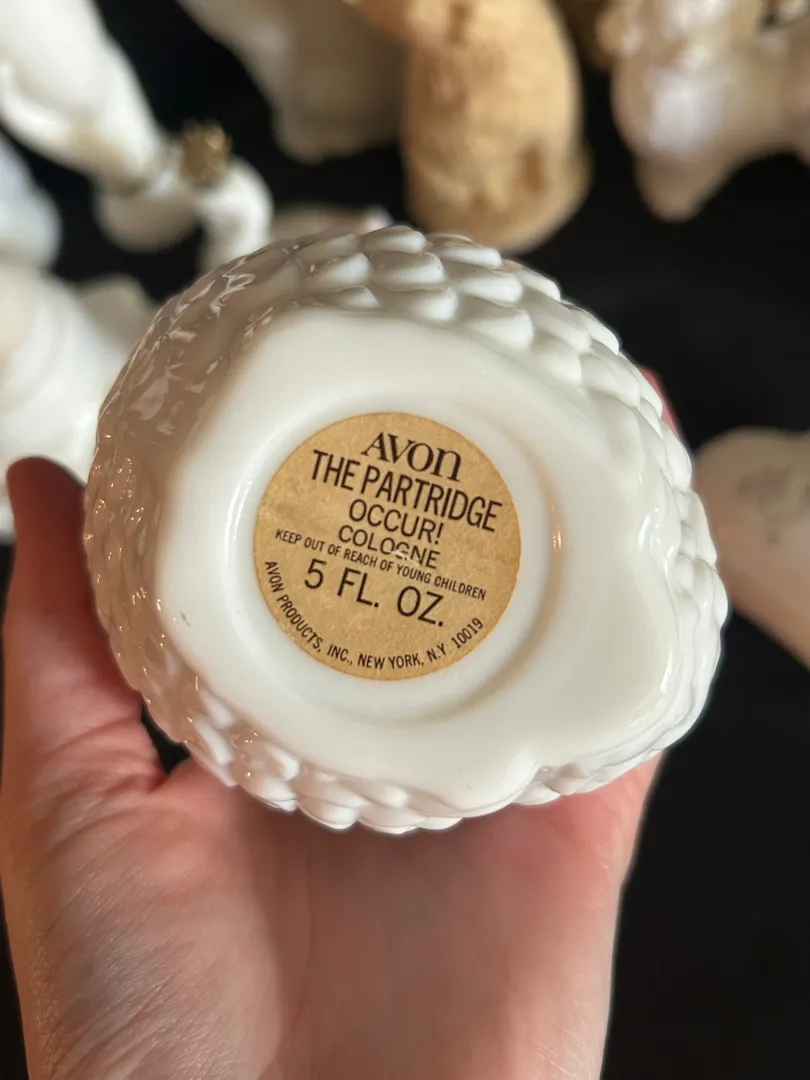 AVON
THE PARTRIDGE
OCCUR!
COLOGNE
KEEP OUT OF REACH OF YOUNG CHILDREN
5 FL. OZ.
AVON PRODUCTS, INC., NEW YORK, N.Y. 10019